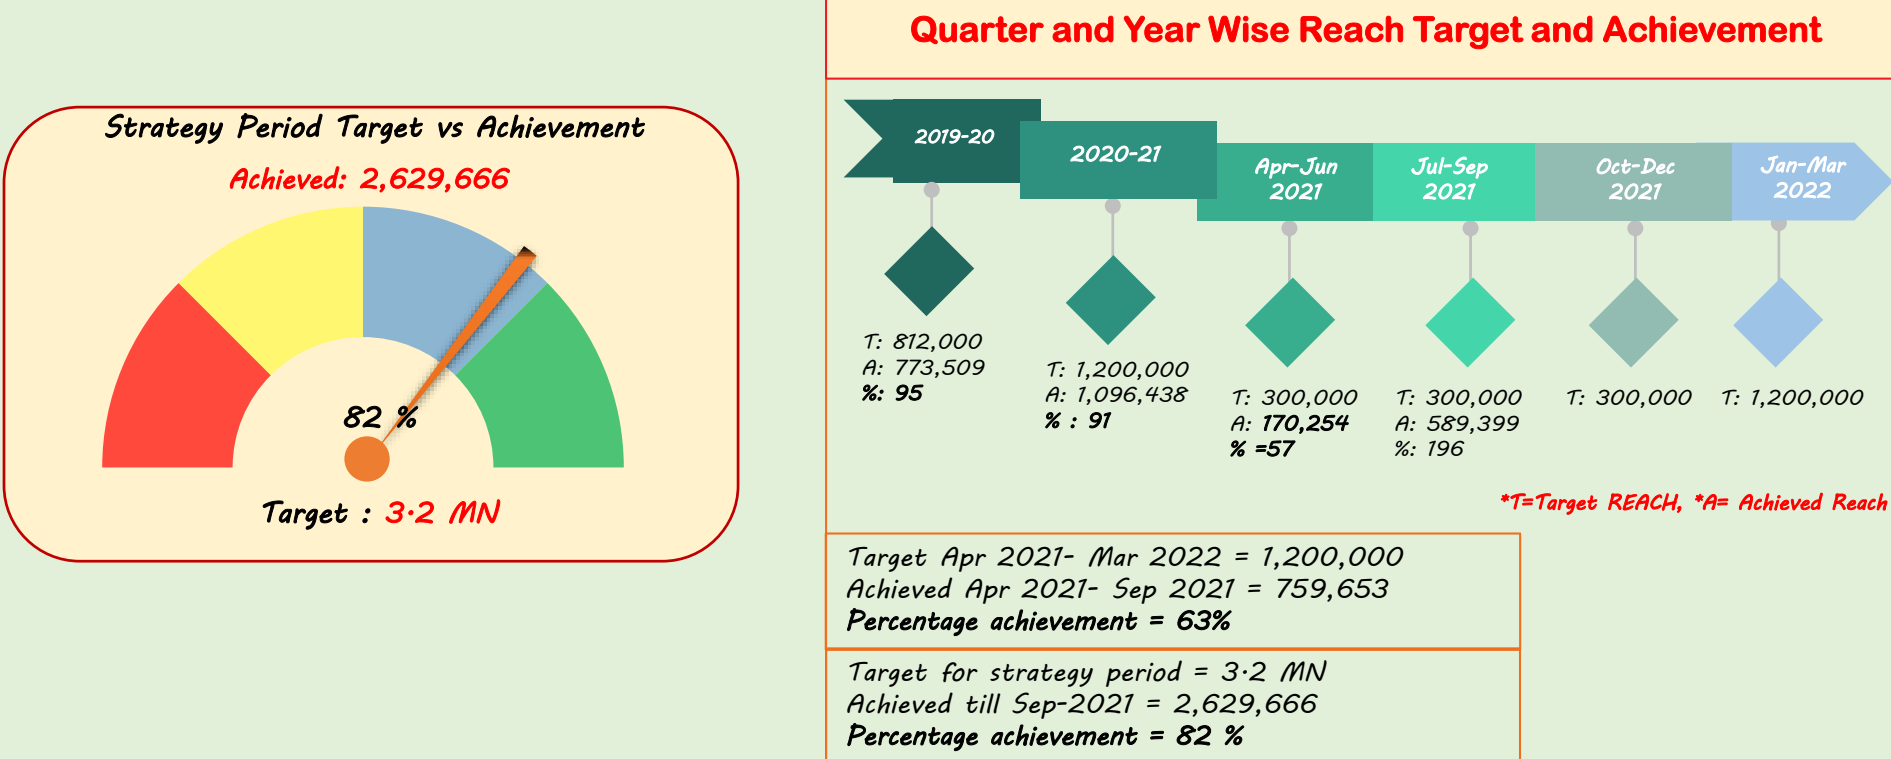 Strategy Period Target vs Achievement
Achieved: 2,629,666
82 %
Target : 3.2 MN
Quarter and Year Wise Reach Target and Achievement
2019-20
2020-21
Apr-Jun
2021
Jul-Sep
2021
Oct-Dec
2021
Jan-Mar
2022
T: 812,000
A: 773,509
%: 95
T: 1,200,000
A: 1,096,438
% : 91
T: 300,000
A: 170,254
% =57
T: 300,000
A: 589,399
%: 196
T: 300,000
T: 1,200,000
*T=Target REACH, *A= Achieved Reach
Target Apr 2021- Mar 2022 = 1,200,000
Achieved Apr 2021- Sep 2021 = 759,653
Percentage achievement = 63%
Target for strategy period = 3.2 MN
Achieved till Sep-2021 = 2,629,666
Percentage achievement = 82 %